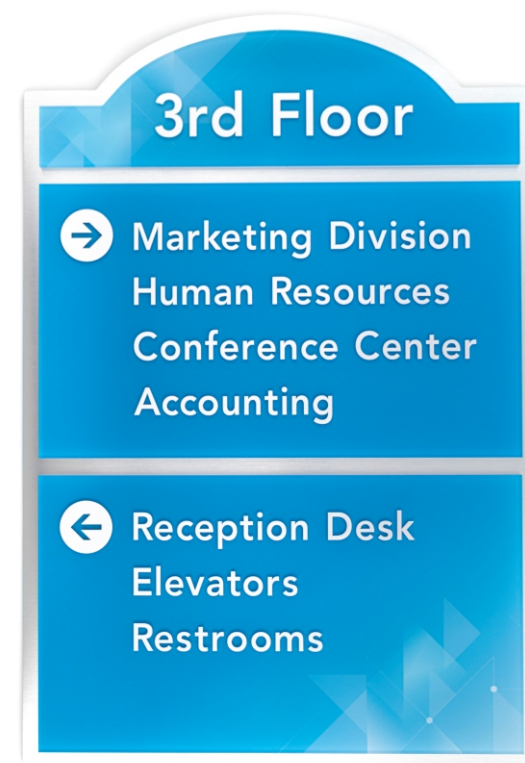 3rd Floor
Marketing Division
Human Resources
Conference Center
Accounting
Reception Desk
Elevators
Restrooms